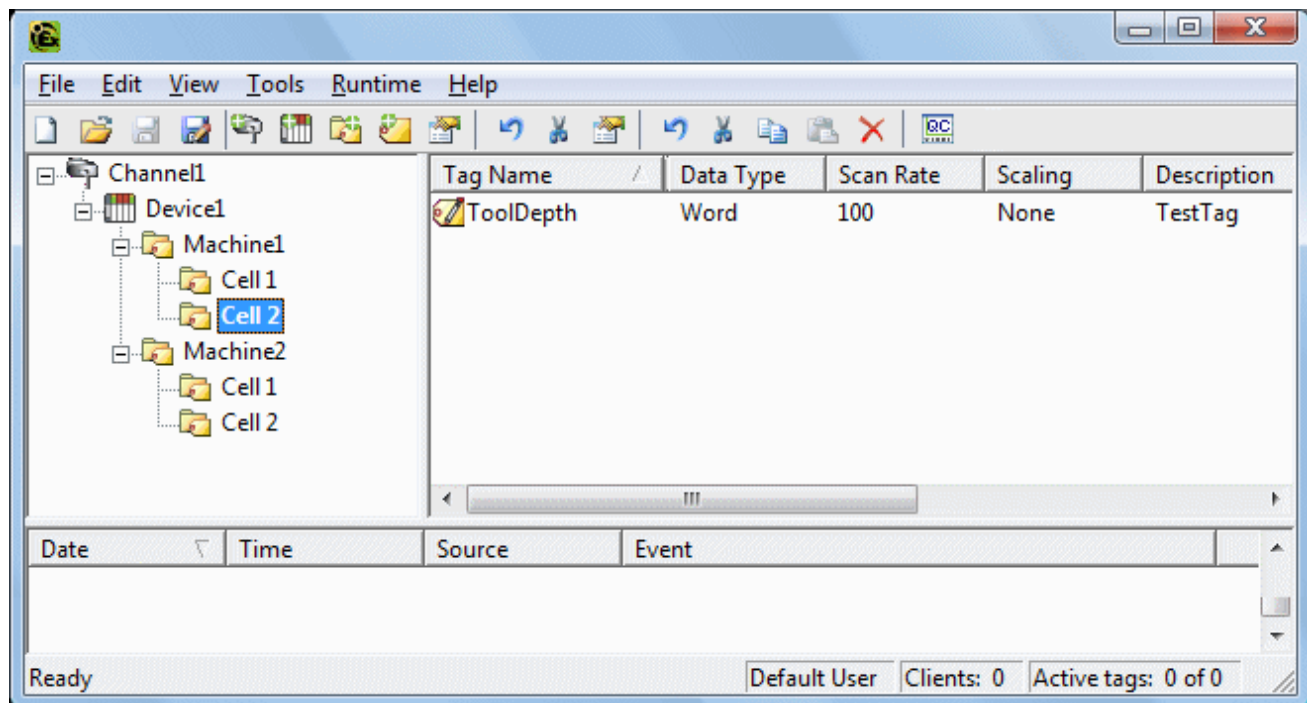 File Edit View Tools Runtime Help
QC
Channel1
Device1
Machine1
Cell 1
Cell 2
Machine2
Cell 1
Cell 2
Tag Name Data Type Scan Rate Scaling Description
ToolDepth Word 100 None TestTag
Date Time Source Event
Ready Default User Clients: 0 Active tags: 0 of 0